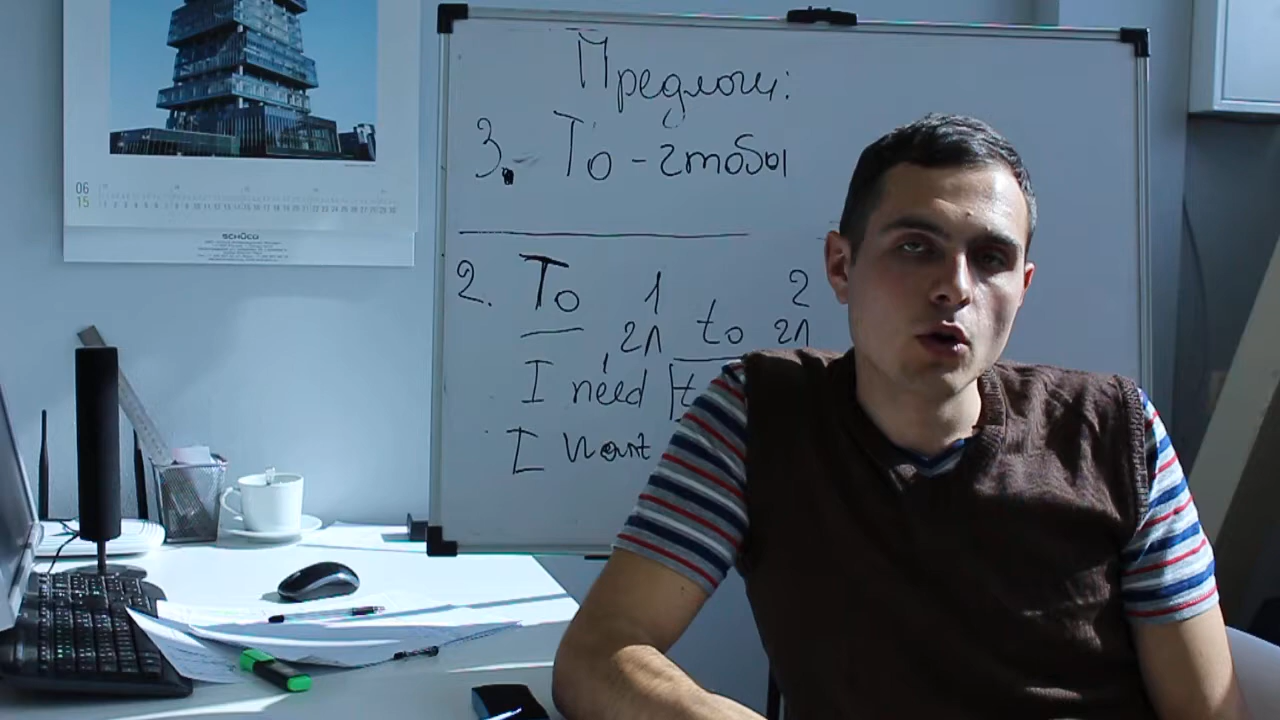 06
15
SCHÜCO
Предлоги:
3. To - чтобы
2. To 1 2
, гл to гл
I need t
I want